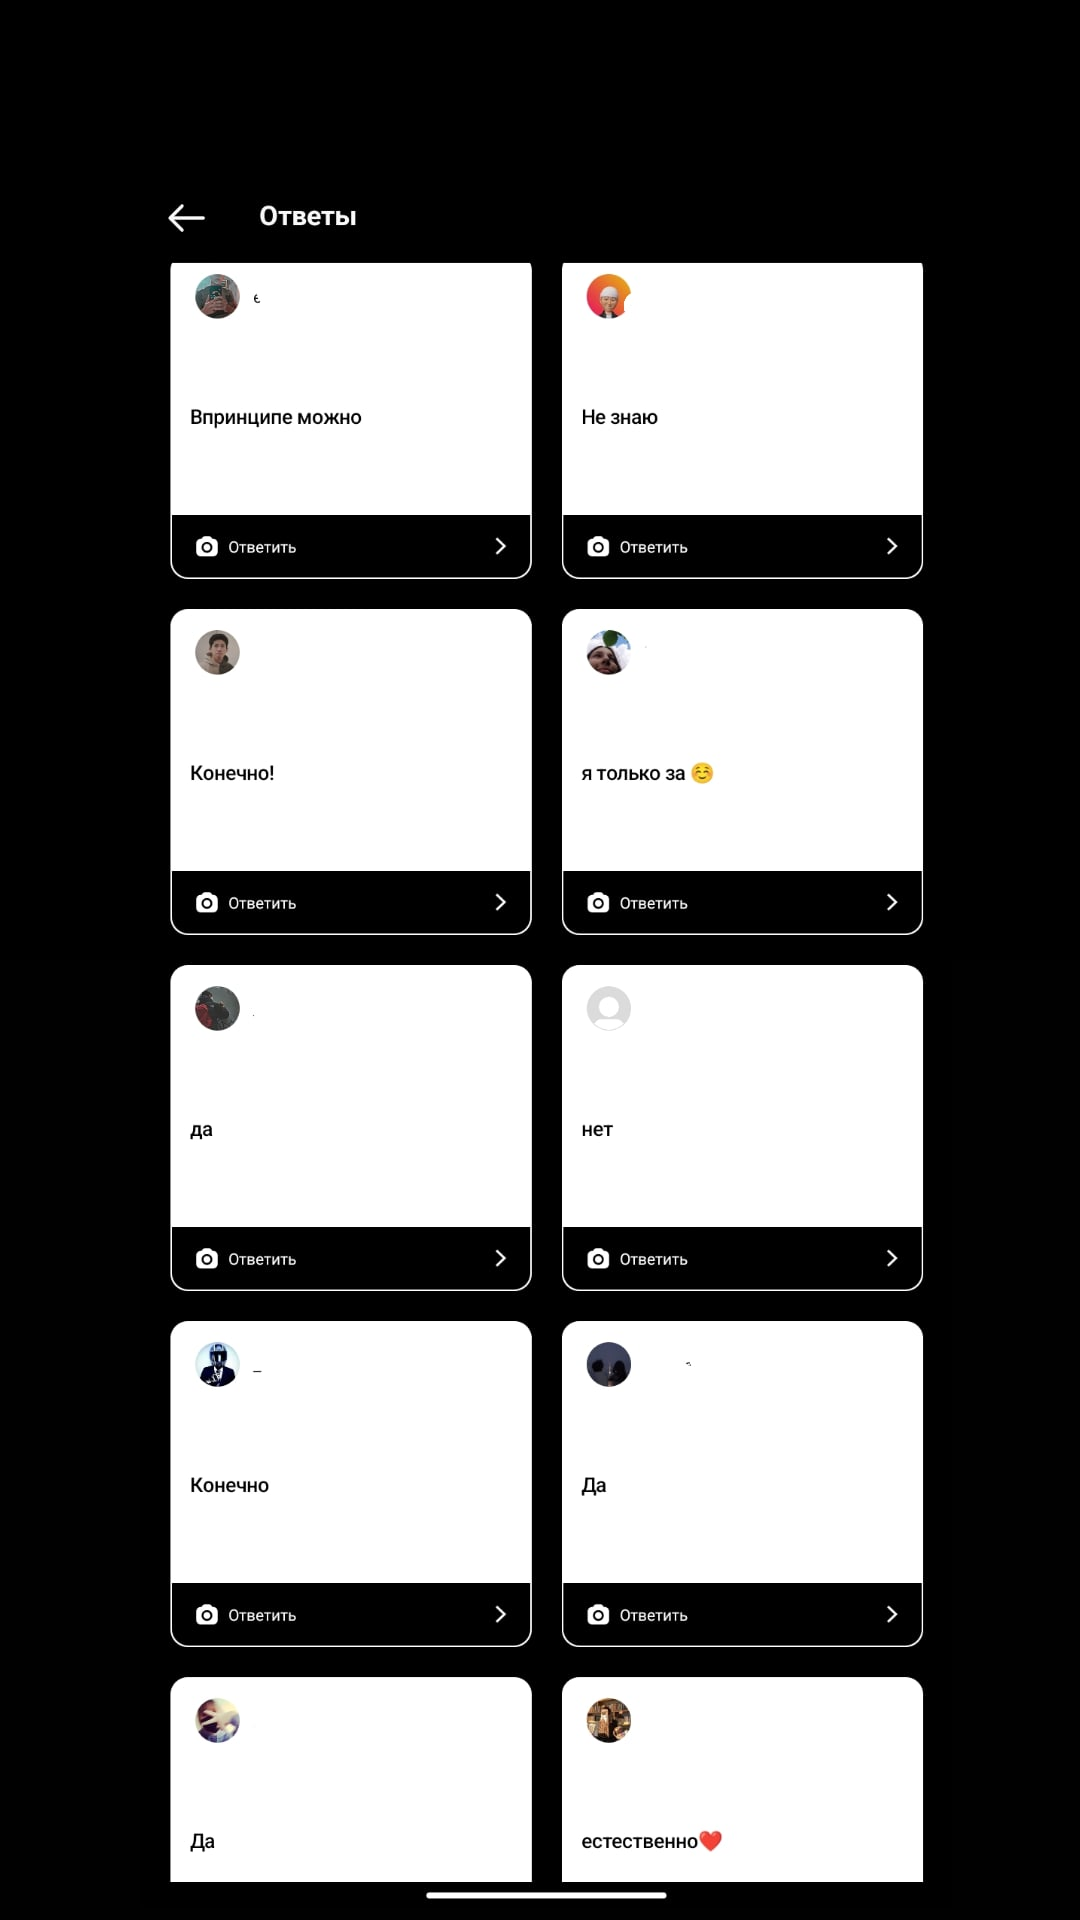 Ответы
Впринципе можно
Не знаю
Ответить
Ответить
Конечно!
я только за ☺️
Ответить
Ответить
да
нет
Ответить
Ответить
Конечно
Да
Ответить
Ответить
Да
естественно❤️